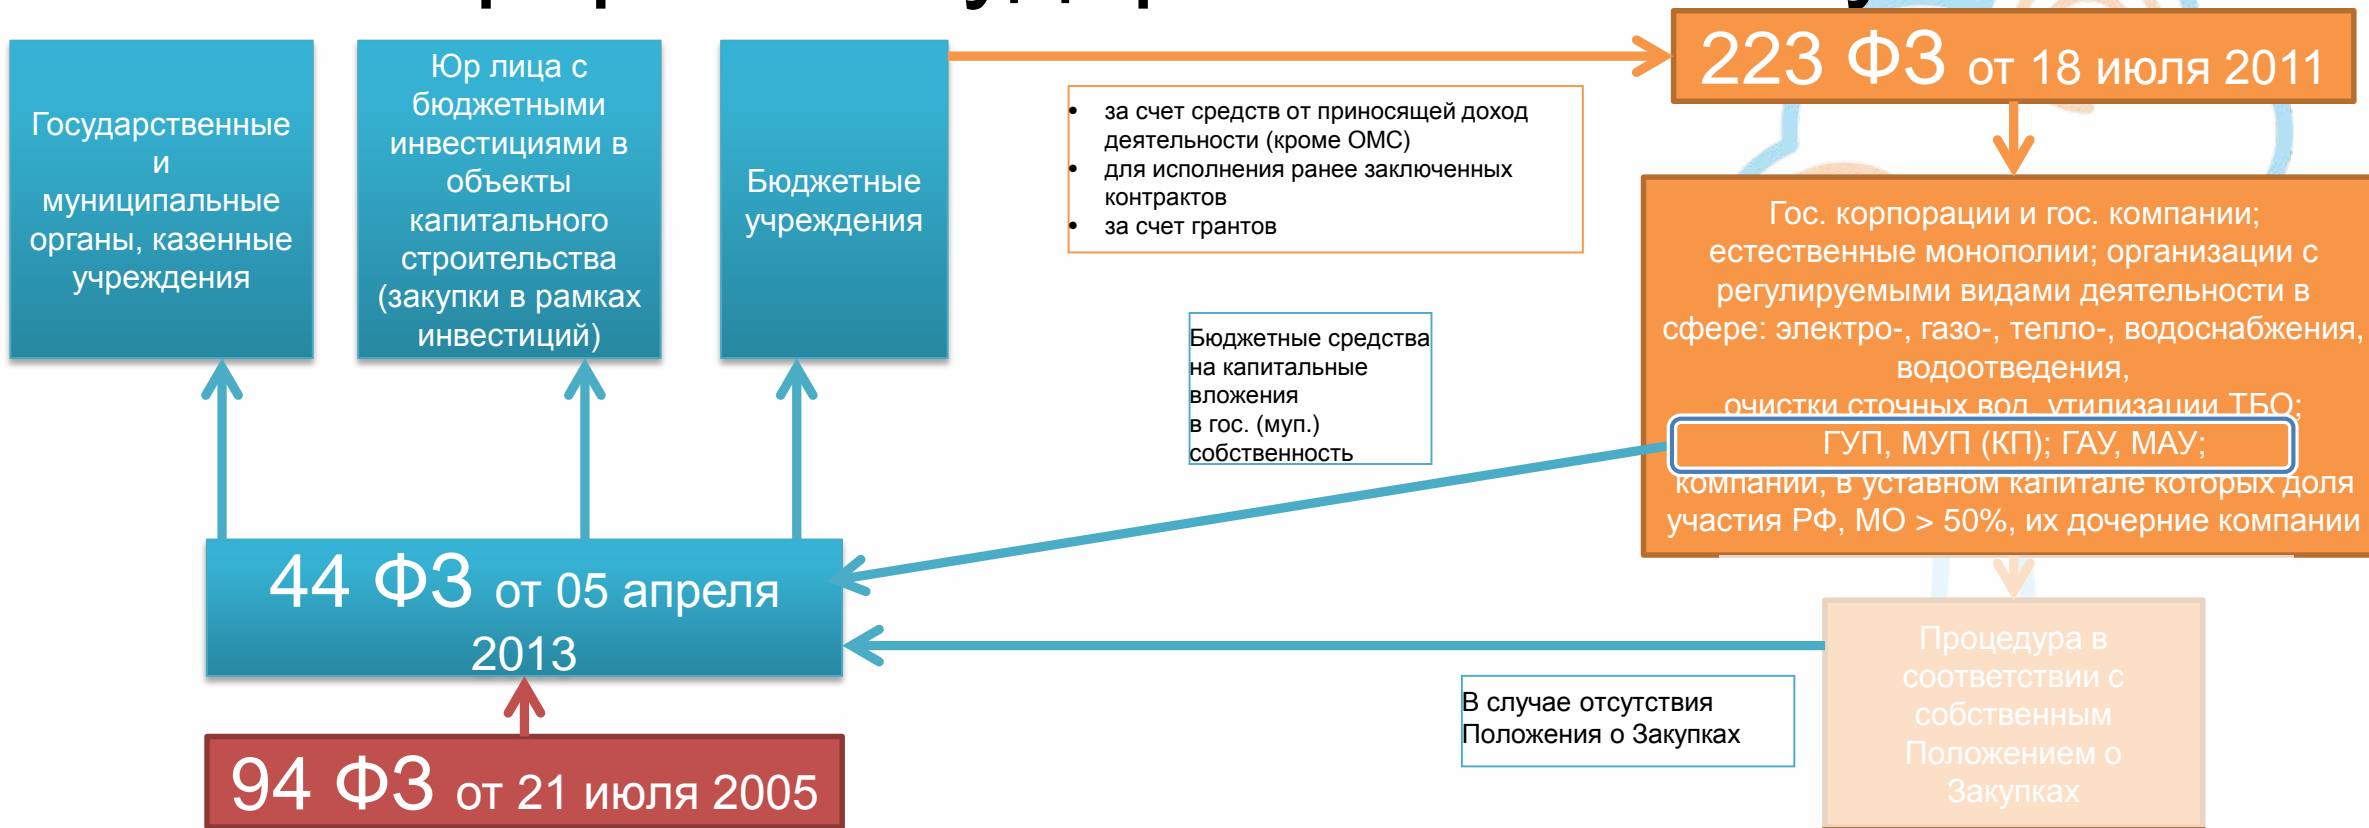 223 ФЗ от 18 июля 2011
Государственные
и
муниципальные
органы, казенные
учреждения
Юр лица с
бюджетными
инвестициями в
объекты
капитального
строительства
(закупки в рамках
инвестиций)
Бюджетные
учреждения
• за счет средств от приносящей доход
деятельности (кроме ОМС)
• для исполнения ранее заключенных
контрактов
• за счет грантов
Гос. корпорации и гос. компании;
естественные монополии; организации с
регулируемыми видами деятельности в
сфере: электро-, газо-, тепло-, водоснабжения,
водоотведения,
очистки сточных вод, утилизации ТБО;
ГУП, МУП (КП); ГАУ, МАУ;
компании, в уставном капитале которых доля
участия РФ, МО > 50%, их дочерние компании
Бюджетные средства
на капитальные
вложения
в гос. (муп.)
собственность
44 ФЗ от 05 апреля
2013
В случае отсутствия
Положения о Закупках
Процедура в
соответствии с
собственным
Положением о
Закупках
94 ФЗ от 21 июля 2005